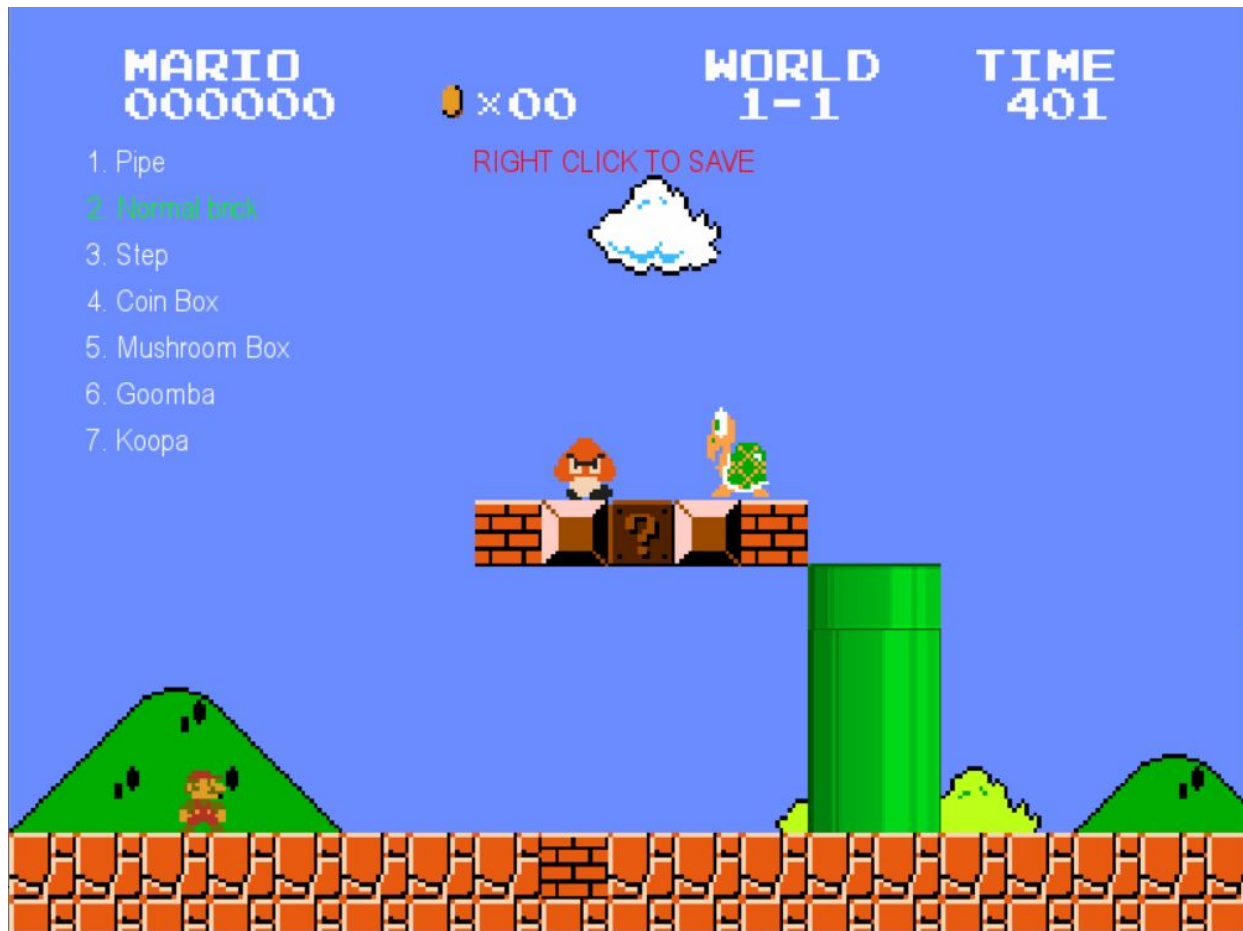 MARIO WORLD TIME
000000 ×00 1-1 401
RIGHT CLICK TO SAVE
1. Pipe
2. Normal brick
3. Step
4. Coin Box
5. Mushroom Box
6. Goomba
7. Koopa
?